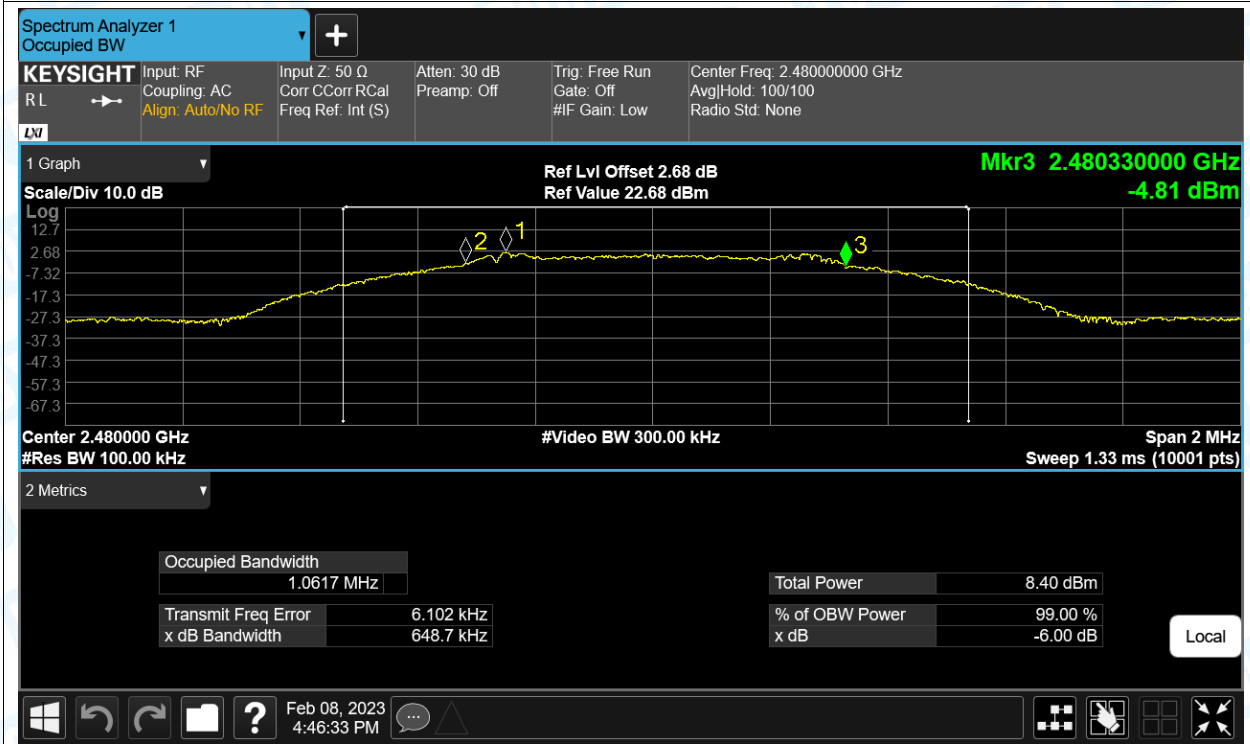 Spectrum Analyzer 1
Occupied BW
▼
+
KEYSIGHT
R L
LXI
Input: RF
Coupling: AC
Align: Auto/No RF
Input Z: 50 Ω
Corr CCorr RCal
Freq Ref: Int (S)
Atten: 30 dB
Preamp: Off
Trig: Free Run
Gate: Off
#IF Gain: Low
Center Freq: 2.480000000 GHz
Avg|Hold: 100/100
Radio Std: None
1 Graph ▼
Scale/Div 10.0 dB
Ref Lvl Offset 2.68 dB
Ref Value 22.68 dBm
Mkr3 2.480330000 GHz
-4.81 dBm
Log
12.7
2.68
-7.32
-17.3
-27.3
-37.3
-47.3
-57.3
-67.3
2
1
3
Center 2.480000 GHz
#Res BW 100.00 kHz
#Video BW 300.00 kHz
Span 2 MHz
Sweep 1.33 ms (10001 pts)
2 Metrics ▼
Occupied Bandwidth
1.0617 MHz
Transmit Freq Error 6.102 kHz
x dB Bandwidth 648.7 kHz
Total Power 8.40 dBm
% of OBW Power 99.00 %
x dB -6.00 dB
Local
?
Feb 08, 2023
4:46:33 PM